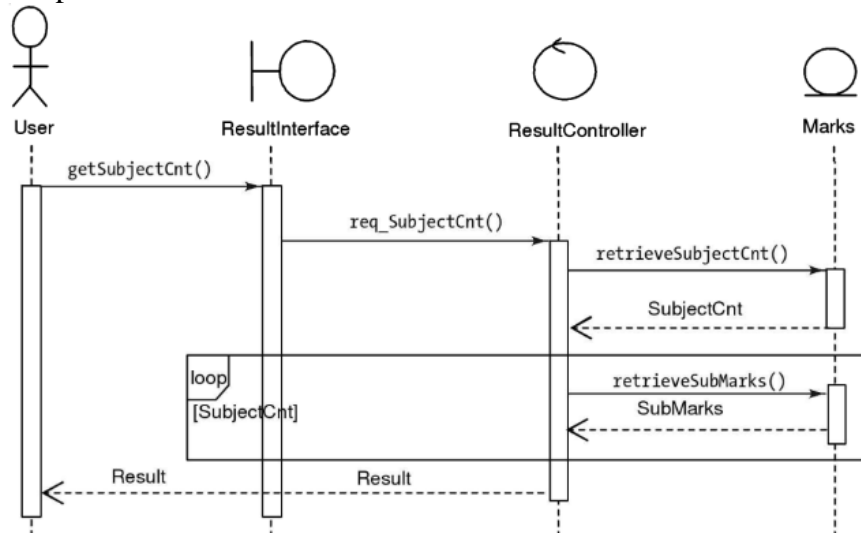 User
ResultInterface
ResultController
Marks
getSubjectCnt()
req_SubjectCnt()
retrieveSubjectCnt()
SubjectCnt
loop
[SubjectCnt]
retrieveSubMarks()
SubMarks
Result
Result